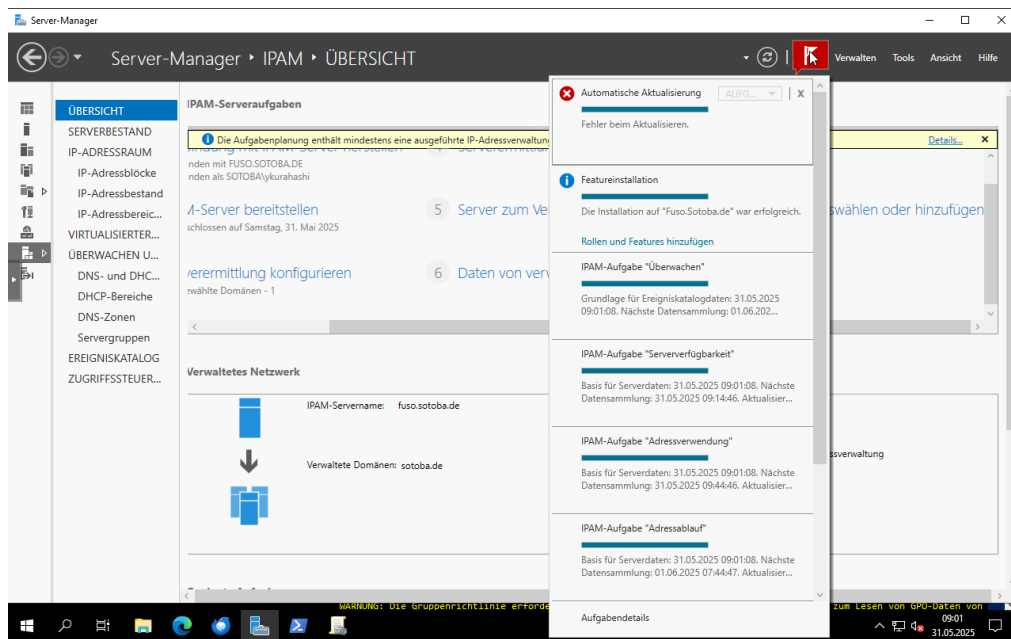 Server-Manager
Server-Manager ‣ IPAM ‣ ÜBERSICHT
Verwalten Tools Ansicht Hilfe
ÜBERSICHT
SERVERBESTAND
IP-ADRESSRAUM
IP-Adressblöcke
IP-Adressbestand
IP-Adressbereic...
VIRTUALISIERTER...
ÜBERWACHEN U...
DNS- und DHC...
DHCP-Bereiche
DNS-Zonen
Servergruppen
EREIGNISKATALOG
ZUGRIFFSSTEUER...
IPAM-Serveraufgaben
Die Aufgabenplanung enthält mindestens eine ausgeführte IP-Adressverwaltung
Details...
nden mit FUSO.SOTOBA.DE
nden als SOTOBA\ykurahashi
M-Server bereitstellen
schlossen auf Samstag, 31. Mai 2025
5 Server zum Ve
swählen oder hinzufügen
verermittlung konfigurieren
ewählte Domänen - 1
6 Daten von verv
Verwaltetes Netzwerk
IPAM-Servername: fuso.sotoba.de
Verwaltete Domänen: sotoba.de
ssverwaltung
Automatische Aktualisierung AUFG... X
Fehler beim Aktualisieren.
Featureinstallation
Die Installation auf "Fuso.Sotoba.de" war erfolgreich.
Rollen und Features hinzufügen
IPAM-Aufgabe "Überwachen"
Grundlage für Ereigniskatalogdaten: 31.05.2025
09:01:08. Nächste Datensammlung: 01.06.202...
IPAM-Aufgabe "Serververfügbarkeit"
Basis für Serverdaten: 31.05.2025 09:01:08. Nächste
Datensammlung: 31.05.2025 09:14:46. Aktualisier...
IPAM-Aufgabe "Adressverwendung"
Basis für Serverdaten: 31.05.2025 09:01:08. Nächste
Datensammlung: 31.05.2025 09:44:46. Aktualisier...
IPAM-Aufgabe "Adressablauf"
Basis für Serverdaten: 31.05.2025 09:01:08. Nächste
Datensammlung: 01.06.2025 07:44:47. Aktualisier...
Aufgabendetails
WARNUNG: Die Gruppenrichtlinie erforde
zum Lesen von GPO-Daten von
09:01
31.05.2025